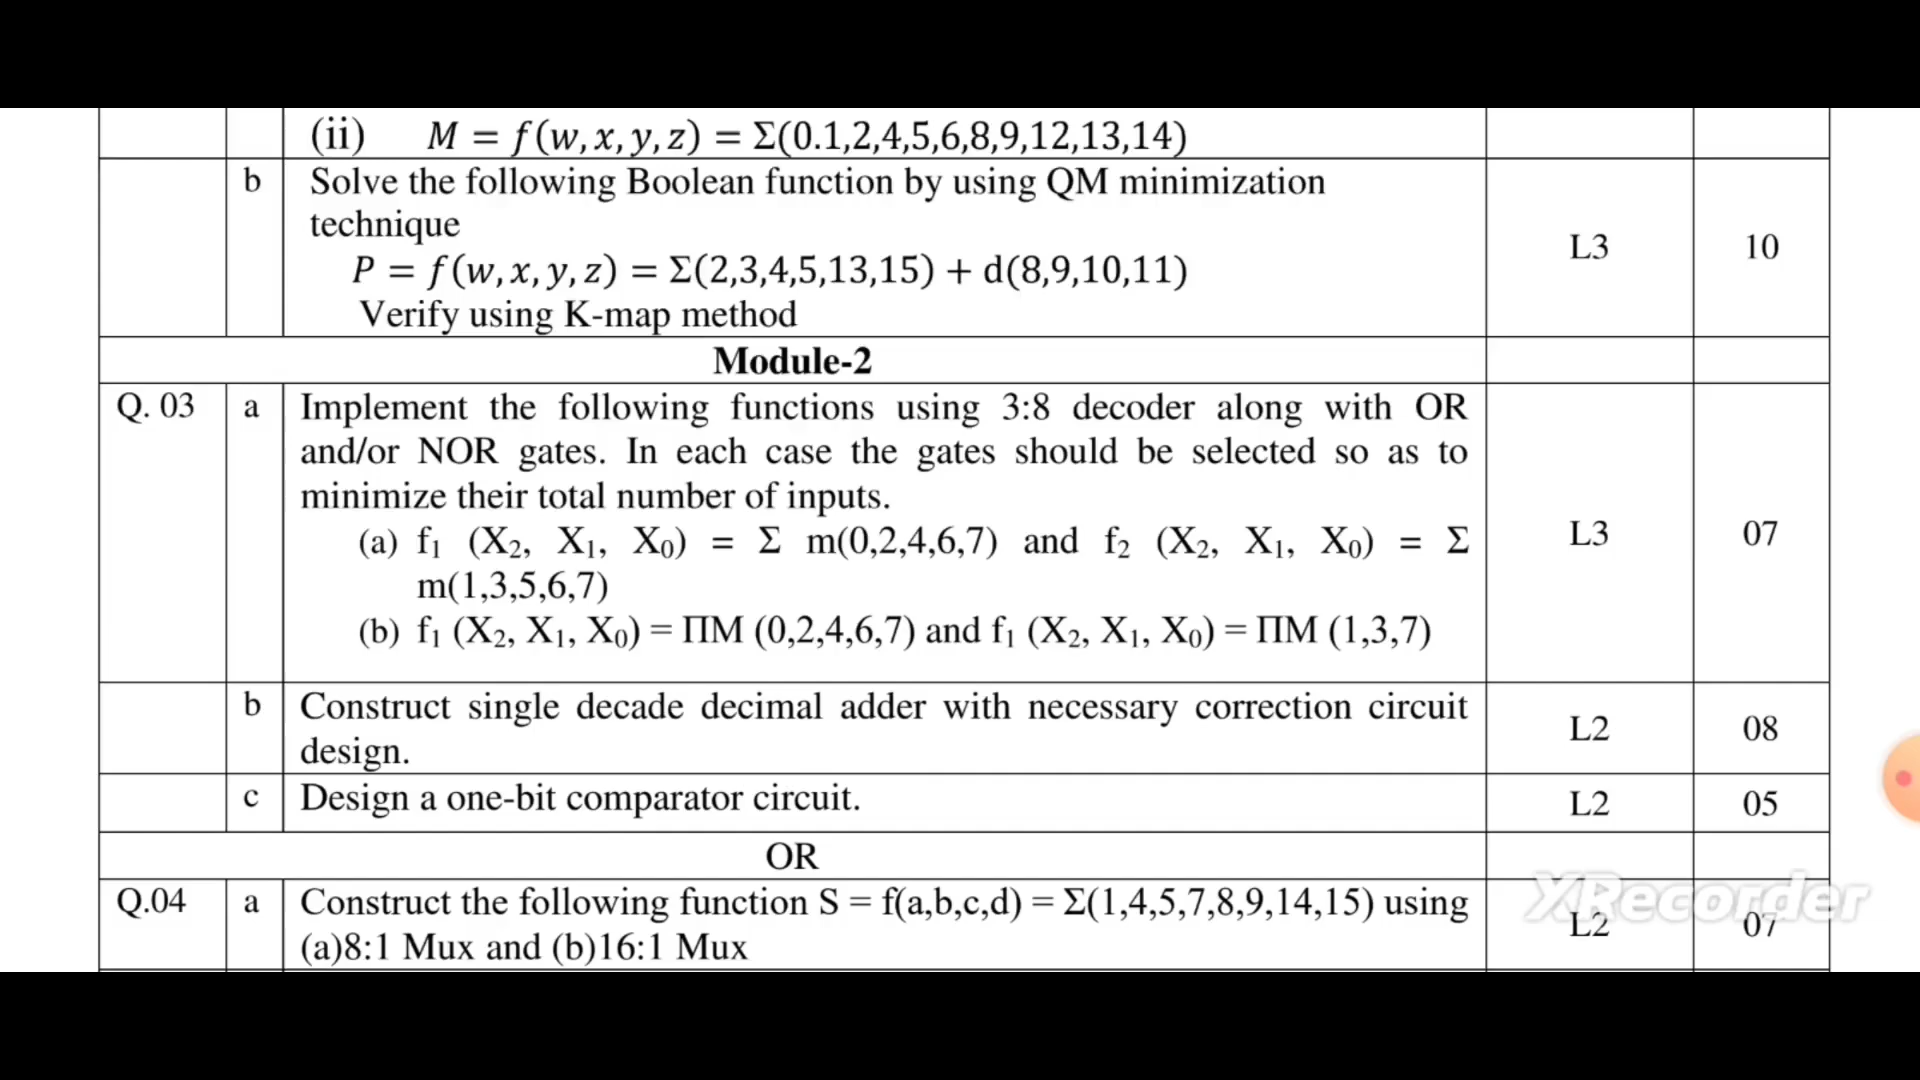 (ii) M = f(w, x, y, z) = Σ(0.1,2,4,5,6,8,9,12,13,14)
b Solve the following Boolean function by using QM minimization
technique
P = f(w, x, y, z) = Σ(2,3,4,5,13,15) + d(8,9,10,11)
Verify using K-map method
L3 10
Module-2
Q. 03 a Implement the following functions using 3:8 decoder along with OR
and/or NOR gates. In each case the gates should be selected so as to
minimize their total number of inputs.
(a) f₁ (X₂, X₁, X₀) = Σ m(0,2,4,6,7) and f₂ (X₂, X₁, X₀) = Σ
m(1,3,5,6,7)
(b) f₁ (X₂, X₁, X₀) = ΠM (0,2,4,6,7) and f₁ (X₂, X₁, X₀) = ΠM (1,3,7)
L3 07
b Construct single decade decimal adder with necessary correction circuit
design.
L2 08
c Design a one-bit comparator circuit.
L2 05
OR
Q.04 a Construct the following function S = f(a,b,c,d) = Σ(1,4,5,7,8,9,14,15) using
(a)8:1 Mux and (b)16:1 Mux
L2 07
XRecorder